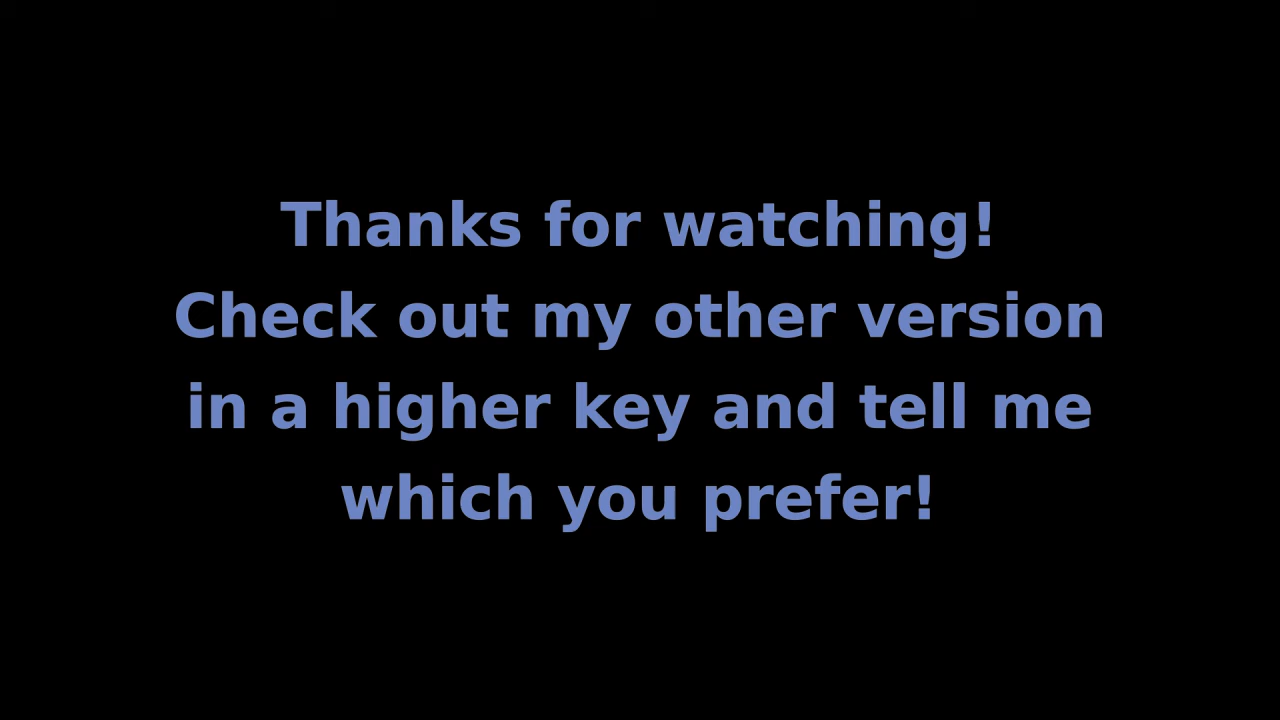 Thanks for watching!
Check out my other version
in a higher key and tell me
which you prefer!